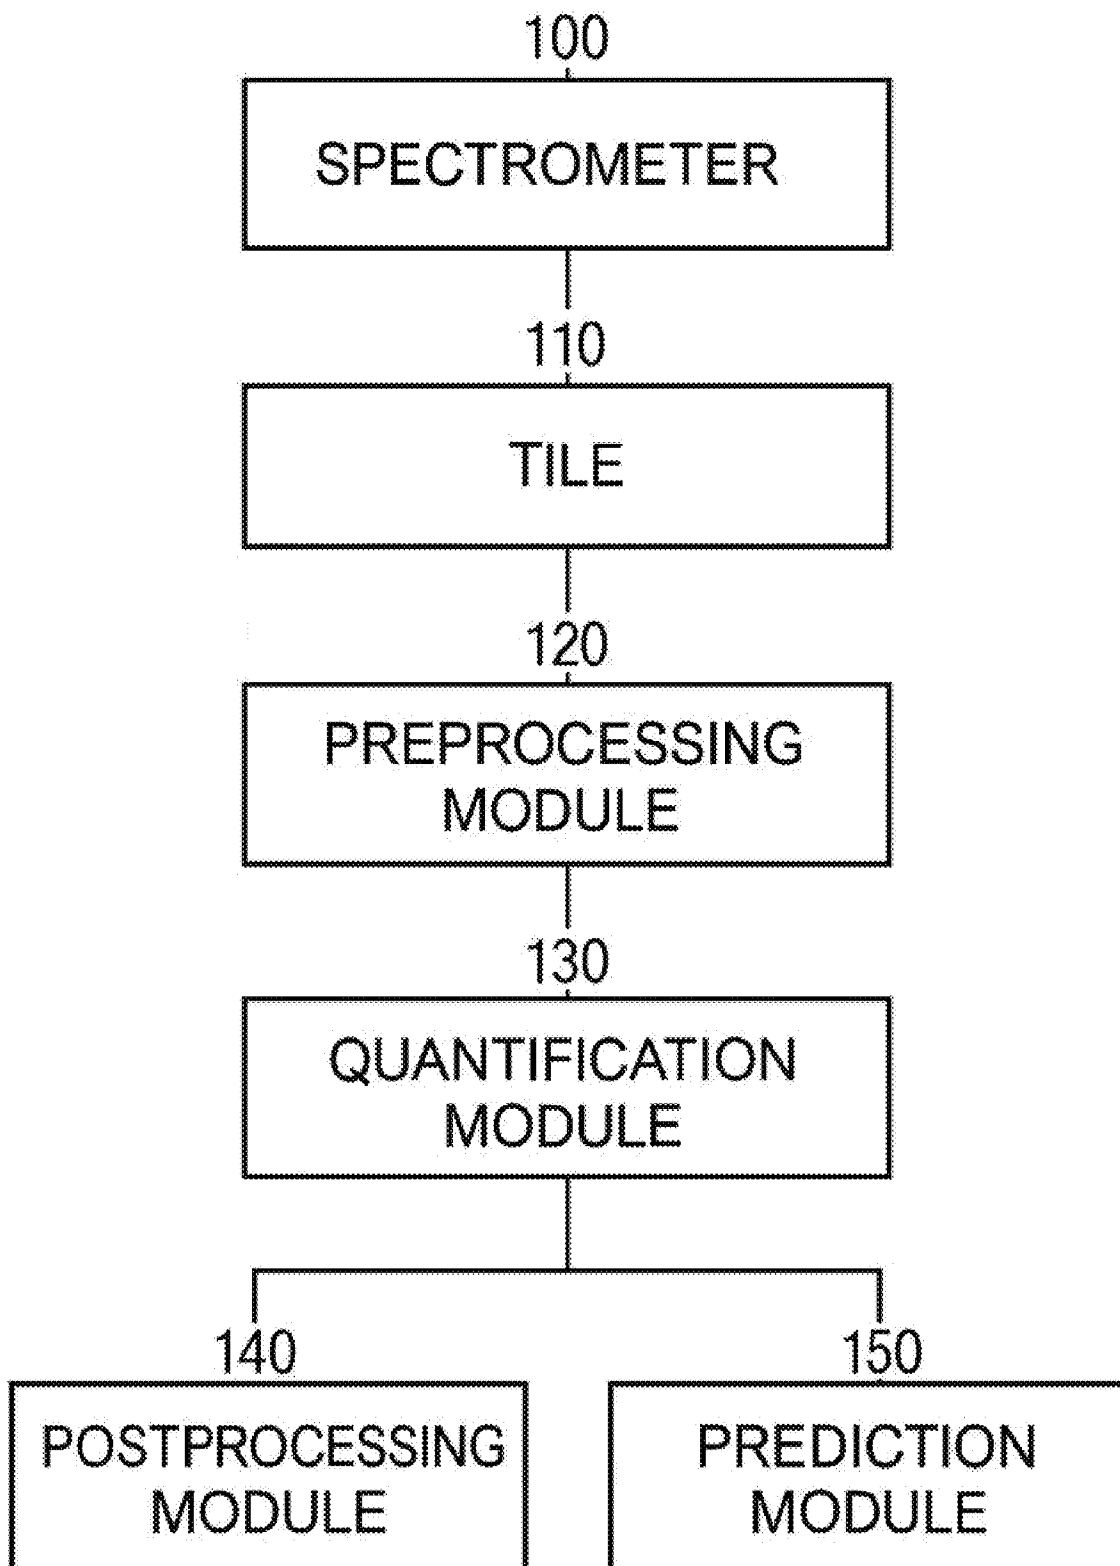 100
SPECTROMETER
110
TILE
120
PREPROCESSING
MODULE
130
QUANTIFICATION
MODULE
140
POSTPROCESSING
MODULE
150
PREDICTION
MODULE